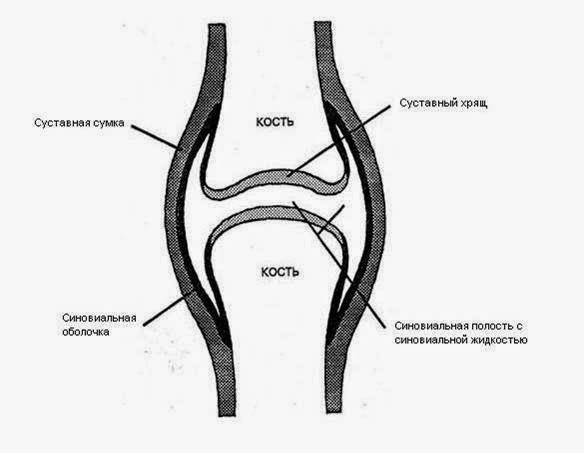 Суставный хрящ
Суставная сумка
КОСТЬ
КОСТЬ
Синовиальная
оболочка
Синовиальная полость с
синовиальной жидкостью